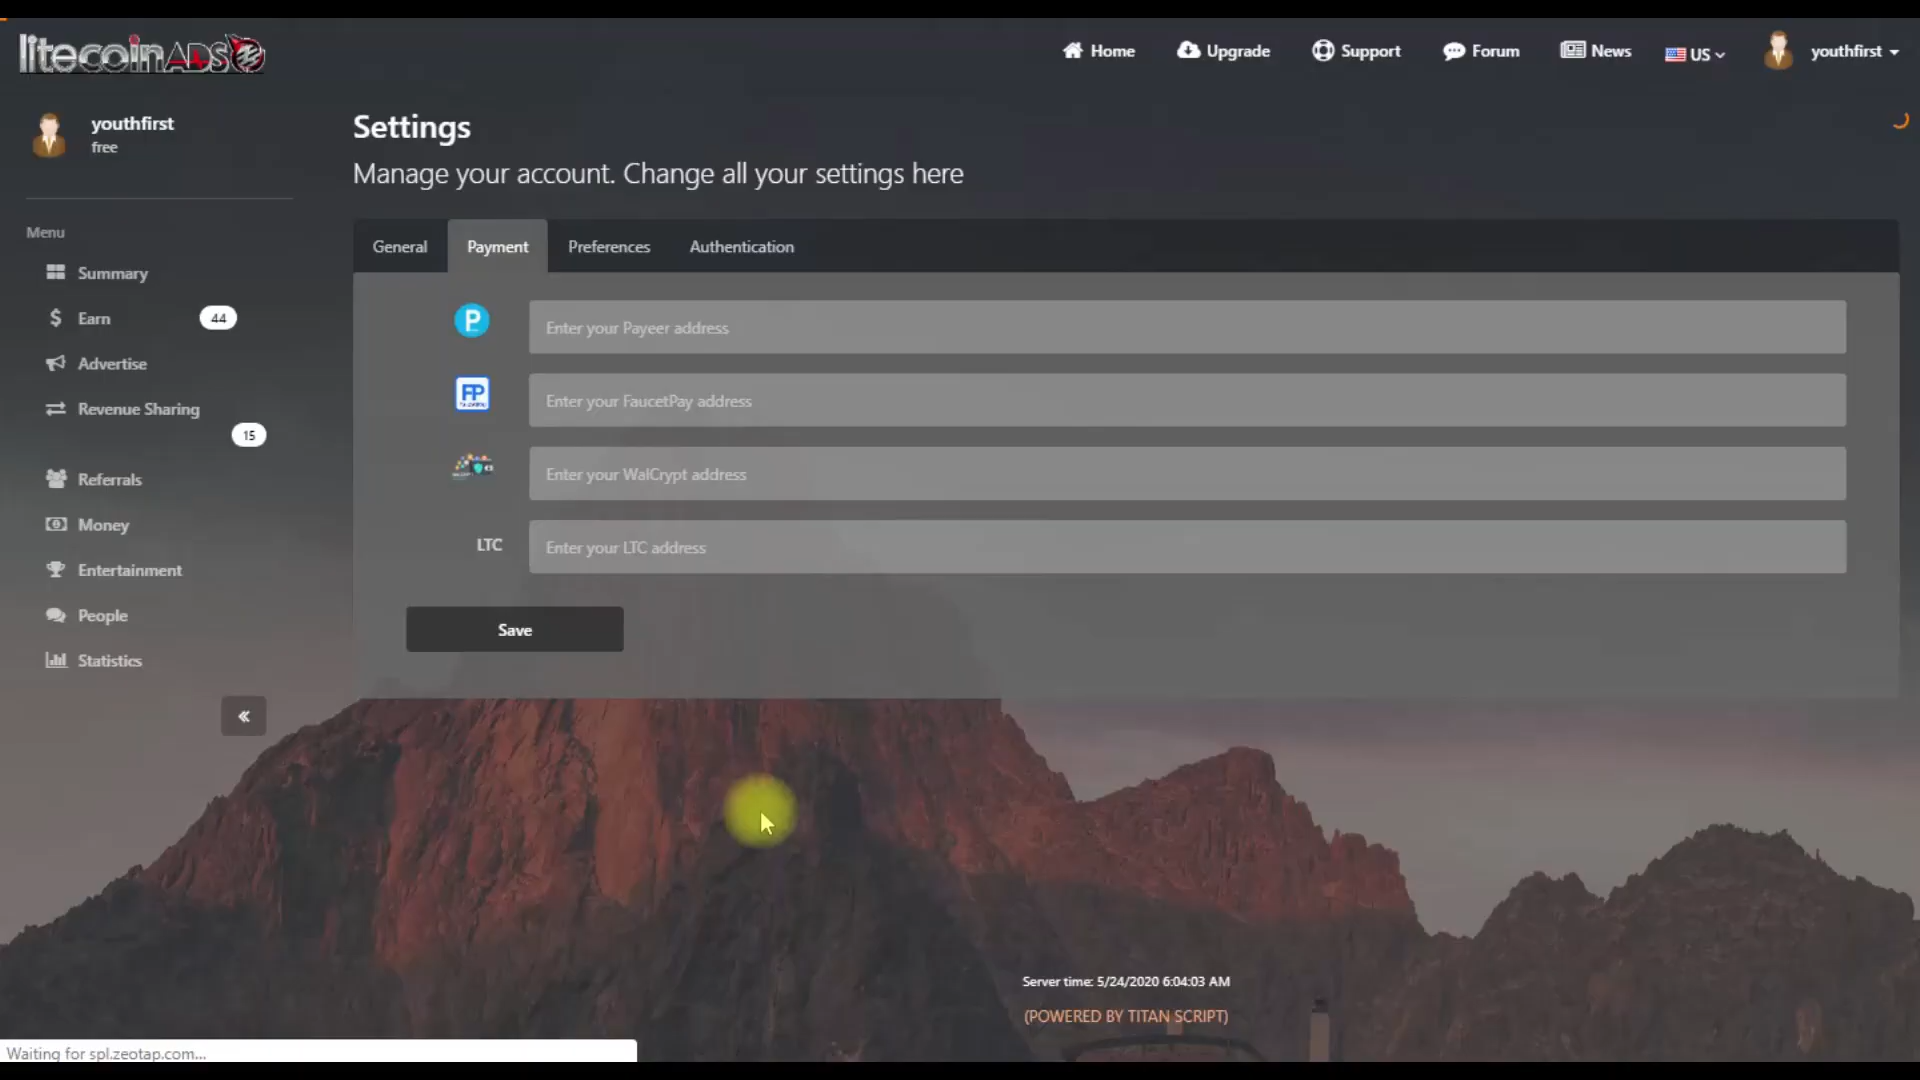 litecoinADS
Home
Upgrade
Support
Forum
News
US
youthfirst
youthfirst
free
Menu
Summary
Earn
44
Advertise
Revenue Sharing
15
Referrals
Money
Entertainment
People
Statistics
Settings
Manage your account. Change all your settings here
General
Payment
Preferences
Authentication
P
Enter your Payeer address
FP
Enter your FaucetPay address
Enter your WalCrypt address
LTC
Enter your LTC address
Save
Server time: 5/24/2020 6:04:03 AM
(POWERED BY TITAN SCRIPT)
Waiting for spl.zeotap.com...